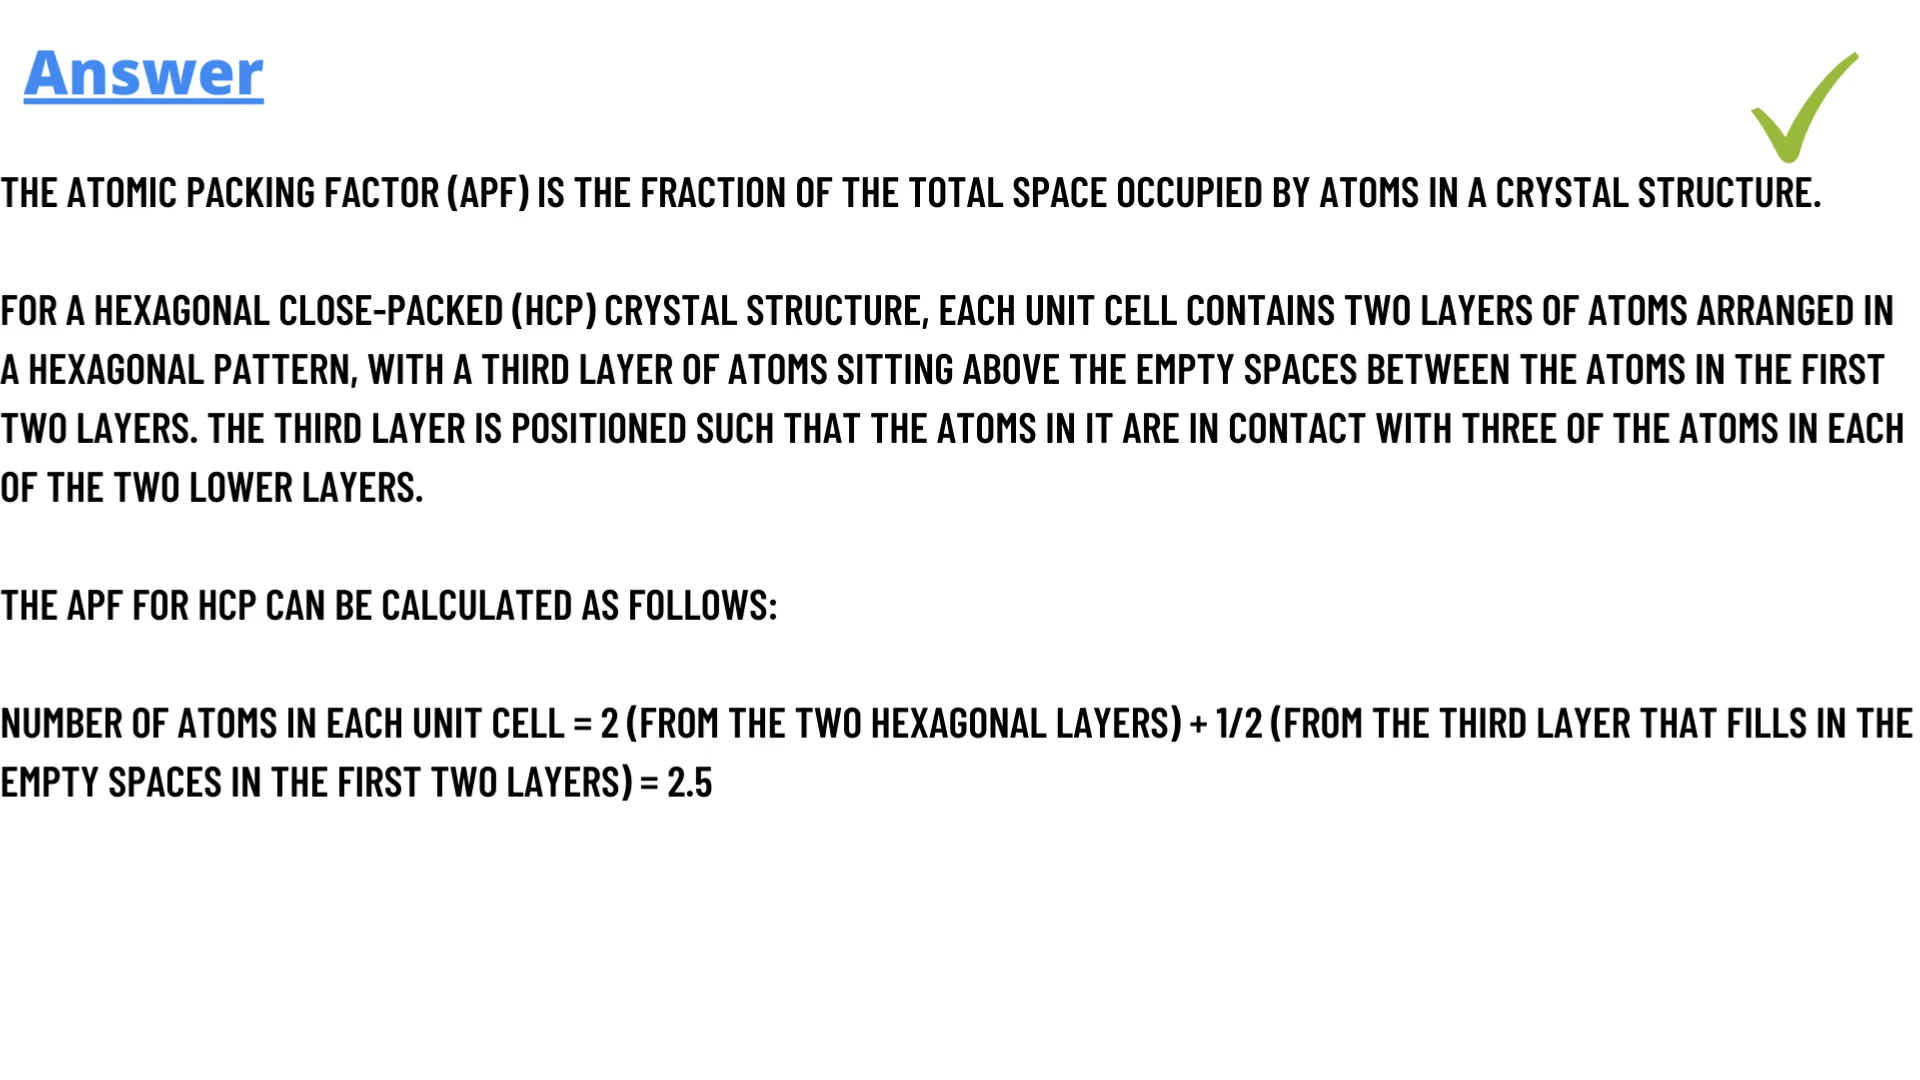 Answer
THE ATOMIC PACKING FACTOR (APF) IS THE FRACTION OF THE TOTAL SPACE OCCUPIED BY ATOMS IN A CRYSTAL STRUCTURE.
FOR A HEXAGONAL CLOSE-PACKED (HCP) CRYSTAL STRUCTURE, EACH UNIT CELL CONTAINS TWO LAYERS OF ATOMS ARRANGED IN
A HEXAGONAL PATTERN, WITH A THIRD LAYER OF ATOMS SITTING ABOVE THE EMPTY SPACES BETWEEN THE ATOMS IN THE FIRST
TWO LAYERS. THE THIRD LAYER IS POSITIONED SUCH THAT THE ATOMS IN IT ARE IN CONTACT WITH THREE OF THE ATOMS IN EACH
OF THE TWO LOWER LAYERS.
THE APF FOR HCP CAN BE CALCULATED AS FOLLOWS:
NUMBER OF ATOMS IN EACH UNIT CELL = 2 (FROM THE TWO HEXAGONAL LAYERS) + 1/2 (FROM THE THIRD LAYER THAT FILLS IN THE
EMPTY SPACES IN THE FIRST TWO LAYERS) = 2.5